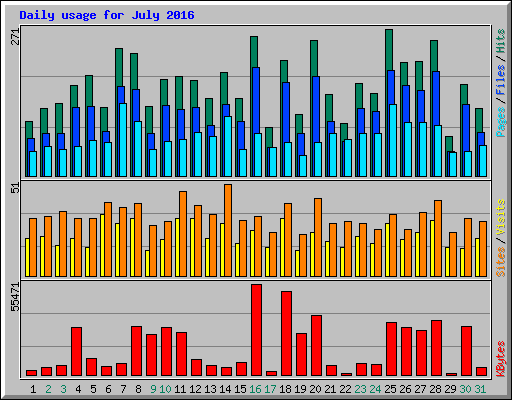 Daily usage for July 2016
271
Pages / Files / Hits
51
Sites / Visits
55471
KBytes
1 2 3 4 5 6 7 8 9 10 11 12 13 14 15 16 17 18 19 20 21 22 23 24 25 26 27 28 29 30 31